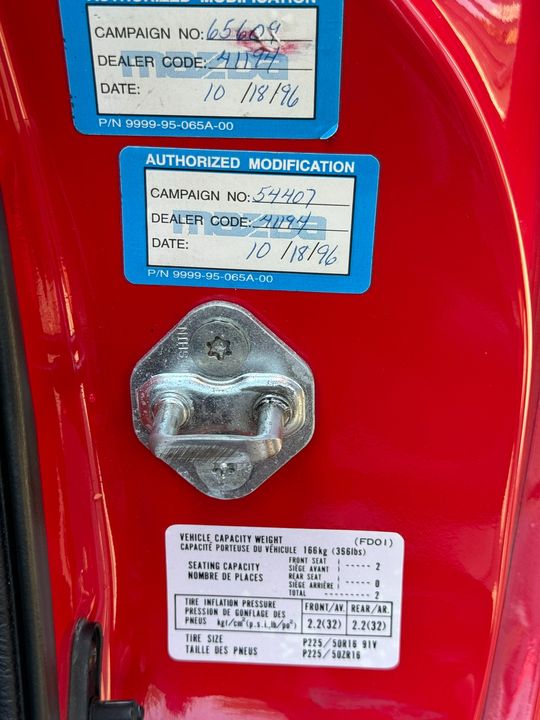 AUTHORIZED MODIFICATION
CAMPAIGN NO: 65609
mazda
DEALER CODE: 41194
DATE: 10/18/96
P/N 9999-95-065A-00
AUTHORIZED MODIFICATION
CAMPAIGN NO: 54407
mazda
DEALER CODE: 41194
DATE: 10/18/96
P/N 9999-95-065A-00
VEHICLE CAPACITY WEIGHT (FD01)
CAPACITÉ PORTEUSE DU VÉHICULE 166kg (366lbs)
SEATING CAPACITY FRONT SEAT
NOMBRE DE PLACES SIÈGE AVANT ) ----- 2
REAR SEAT
SIÈGE ARRIÈRE ) ----- 0
TOTAL ----------- 2
TIRE INFLATION PRESSURE FRONT/AV. REAR/AR.
PRESSION DE GONFLAGE DES
PNEUS kgf/cm²(p.s.i,lb/po²) 2.2(32) 2.2(32)
TIRE SIZE P225/50R16 91V
TAILLE DES PNEUS P225/50ZR16